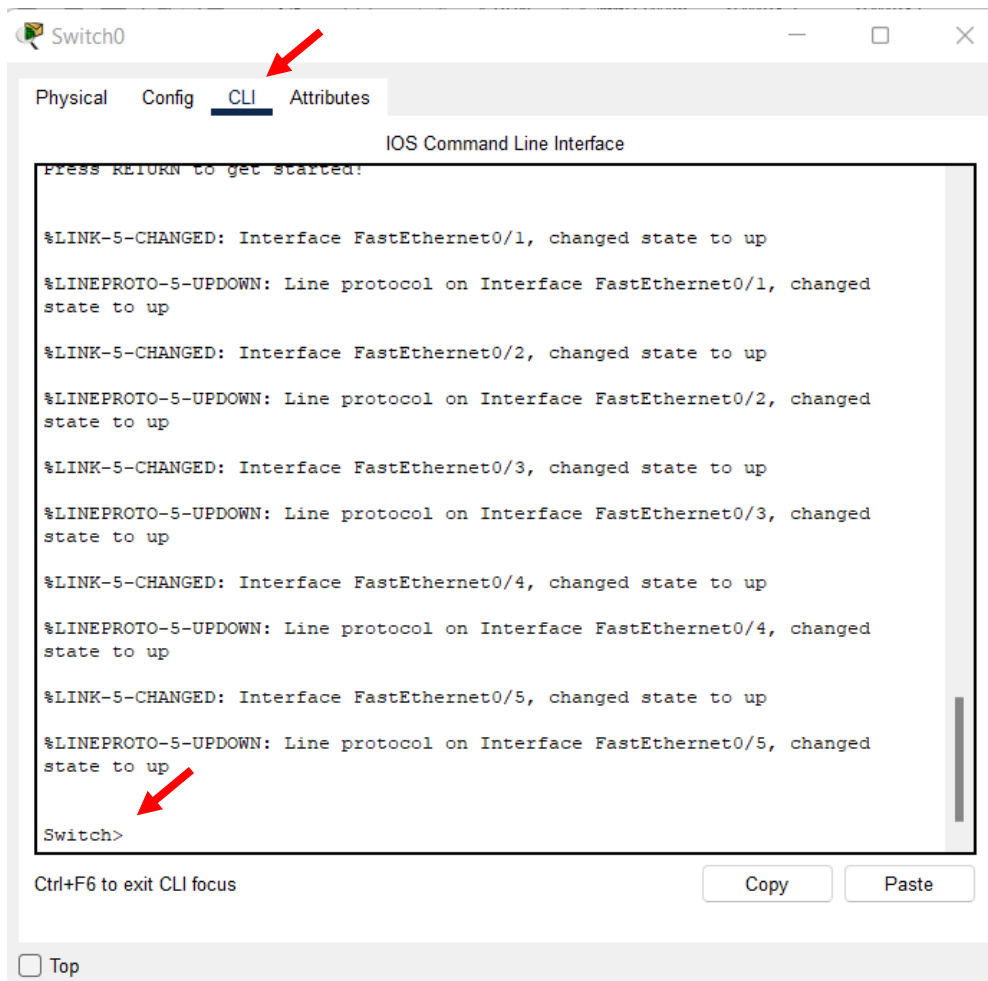 Switch0
Physical Config CLI Attributes
IOS Command Line Interface
Press RETURN to get started!
%LINK-5-CHANGED: Interface FastEthernet0/1, changed state to up
%LINEPROTO-5-UPDOWN: Line protocol on Interface FastEthernet0/1, changed
state to up
%LINK-5-CHANGED: Interface FastEthernet0/2, changed state to up
%LINEPROTO-5-UPDOWN: Line protocol on Interface FastEthernet0/2, changed
state to up
%LINK-5-CHANGED: Interface FastEthernet0/3, changed state to up
%LINEPROTO-5-UPDOWN: Line protocol on Interface FastEthernet0/3, changed
state to up
%LINK-5-CHANGED: Interface FastEthernet0/4, changed state to up
%LINEPROTO-5-UPDOWN: Line protocol on Interface FastEthernet0/4, changed
state to up
%LINK-5-CHANGED: Interface FastEthernet0/5, changed state to up
%LINEPROTO-5-UPDOWN: Line protocol on Interface FastEthernet0/5, changed
state to up
Switch>
Ctrl+F6 to exit CLI focus Copy Paste
Top